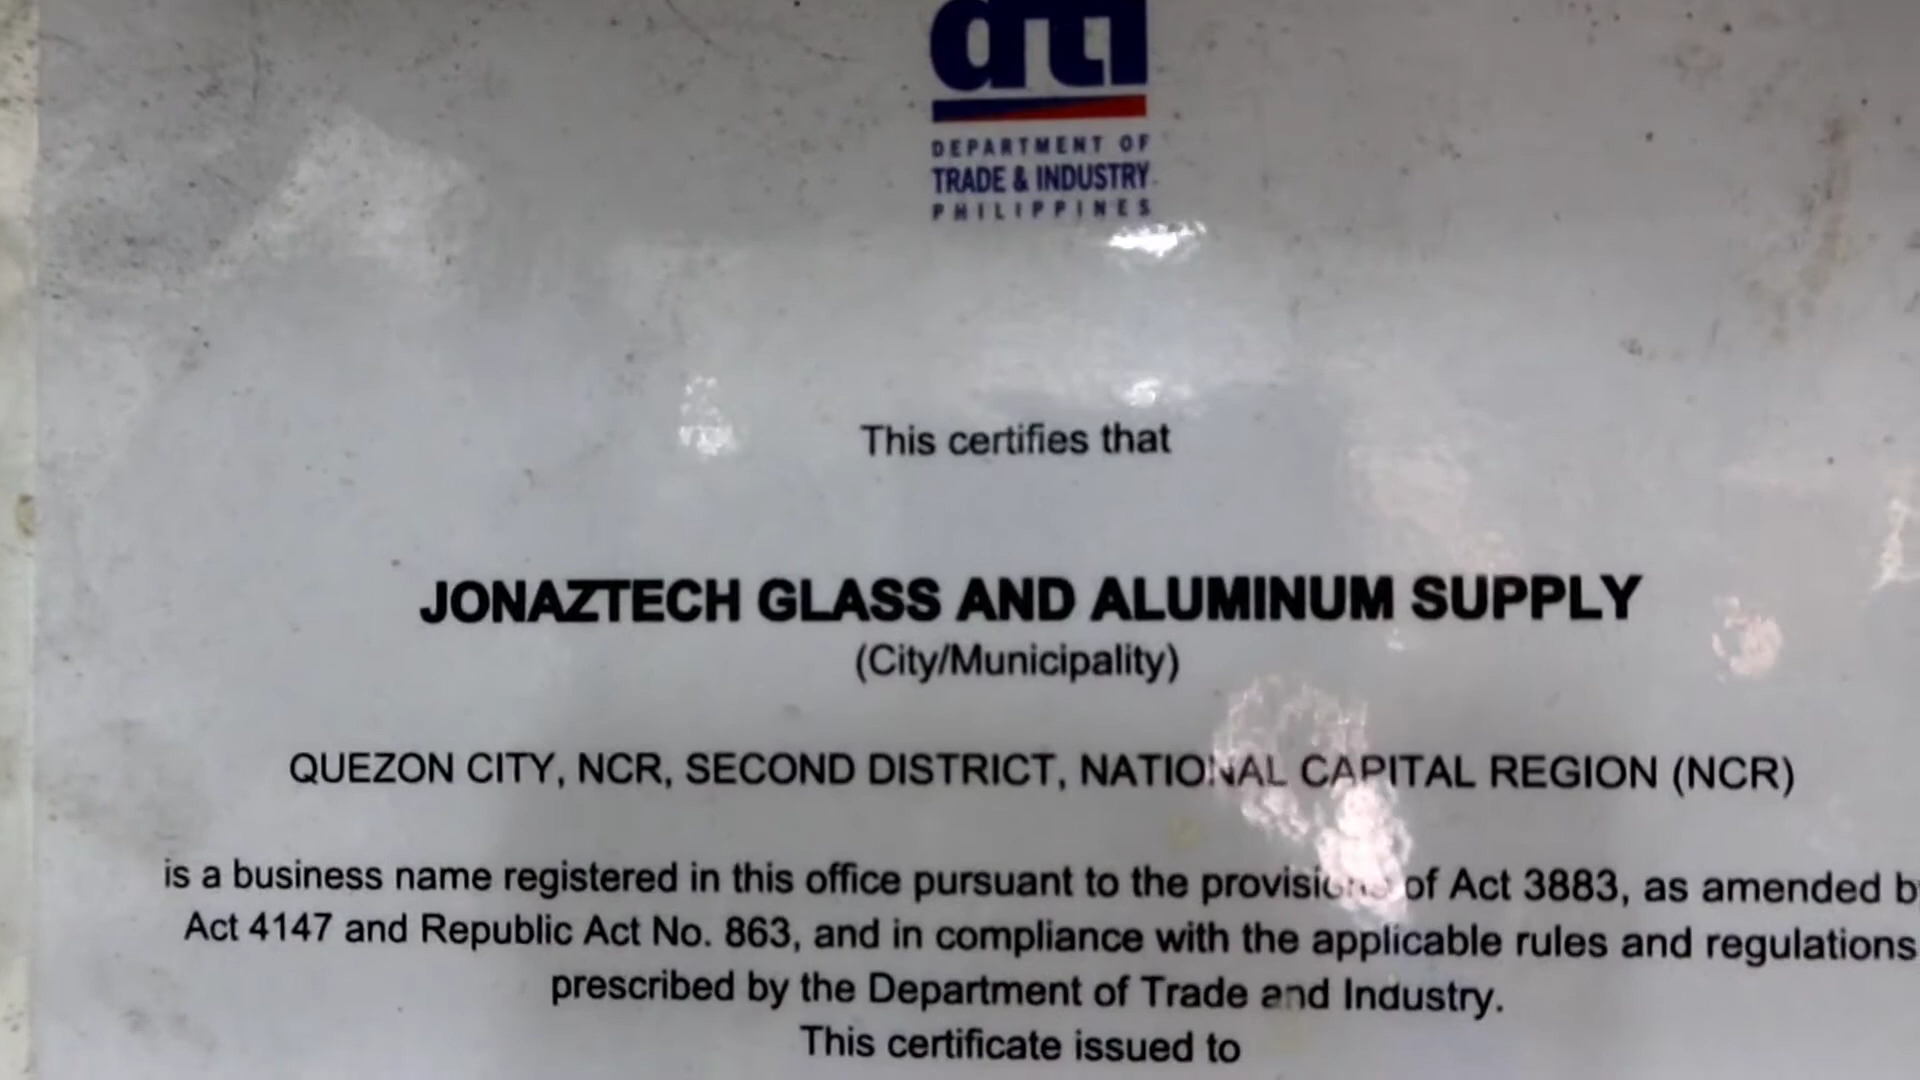 dti
DEPARTMENT OF
TRADE & INDUSTRY
PHILIPPINES
This certifies that
JONAZTECH GLASS AND ALUMINUM SUPPLY
(City/Municipality)
QUEZON CITY, NCR, SECOND DISTRICT, NATIONAL CAPITAL REGION (NCR)
is a business name registered in this office pursuant to the provisions of Act 3883, as amended b
Act 4147 and Republic Act No. 863, and in compliance with the applicable rules and regulations
prescribed by the Department of Trade and Industry.
This certificate issued to